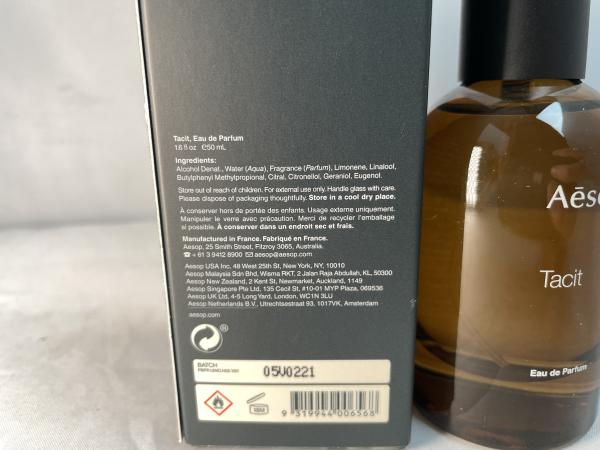 Tacit, Eau de Parfum
1.6 fl oz ℮50 mL
Ingredients:
Alcohol Denat., Water (Aqua), Fragrance (Parfum), Limonene, Linalool,
Butylphenyl Methylpropional, Citral, Citronellol, Geraniol, Eugenol.
Store out of reach of children. For external use only. Handle glass with care.
Please dispose of packaging thoughtfully. Store in a cool dry place.
À conserver hors de portée des enfants. Usage externe uniquement.
Manipuler le verre avec précaution. Merci de recycler l'emballage
si possible. À conserver dans un endroit sec et frais.
Manufactured in France. Fabriqué en France.
Aesop, 25 Smith Street, Fitzroy 3065, Australia.
☎ + 61 3 9412 8900 ✉ aesop@aesop.com
Aesop USA Inc, 48 West 25th St, New York, NY, 10010
Aesop Malaysia Sdn Bhd, Wisma RKT, 2 Jalan Raja Abdullah, KL, 50300
Aesop New Zealand, 2 Kent St, Newmarket, Auckland, 1149
Aesop Singapore Pte Ltd, 135 Cecil St, #10-01 MYP Plaza, 069536
Aesop UK Ltd, 4-5 Long Yard, London, WC1N 3LU
Aesop Netherlands B.V., Utrechtsestraat 93, 1017VK, Amsterdam
aesop.com
®
BATCH
05V0221
9 319944 006568
Aēso
Tacit
Eau de Parfum